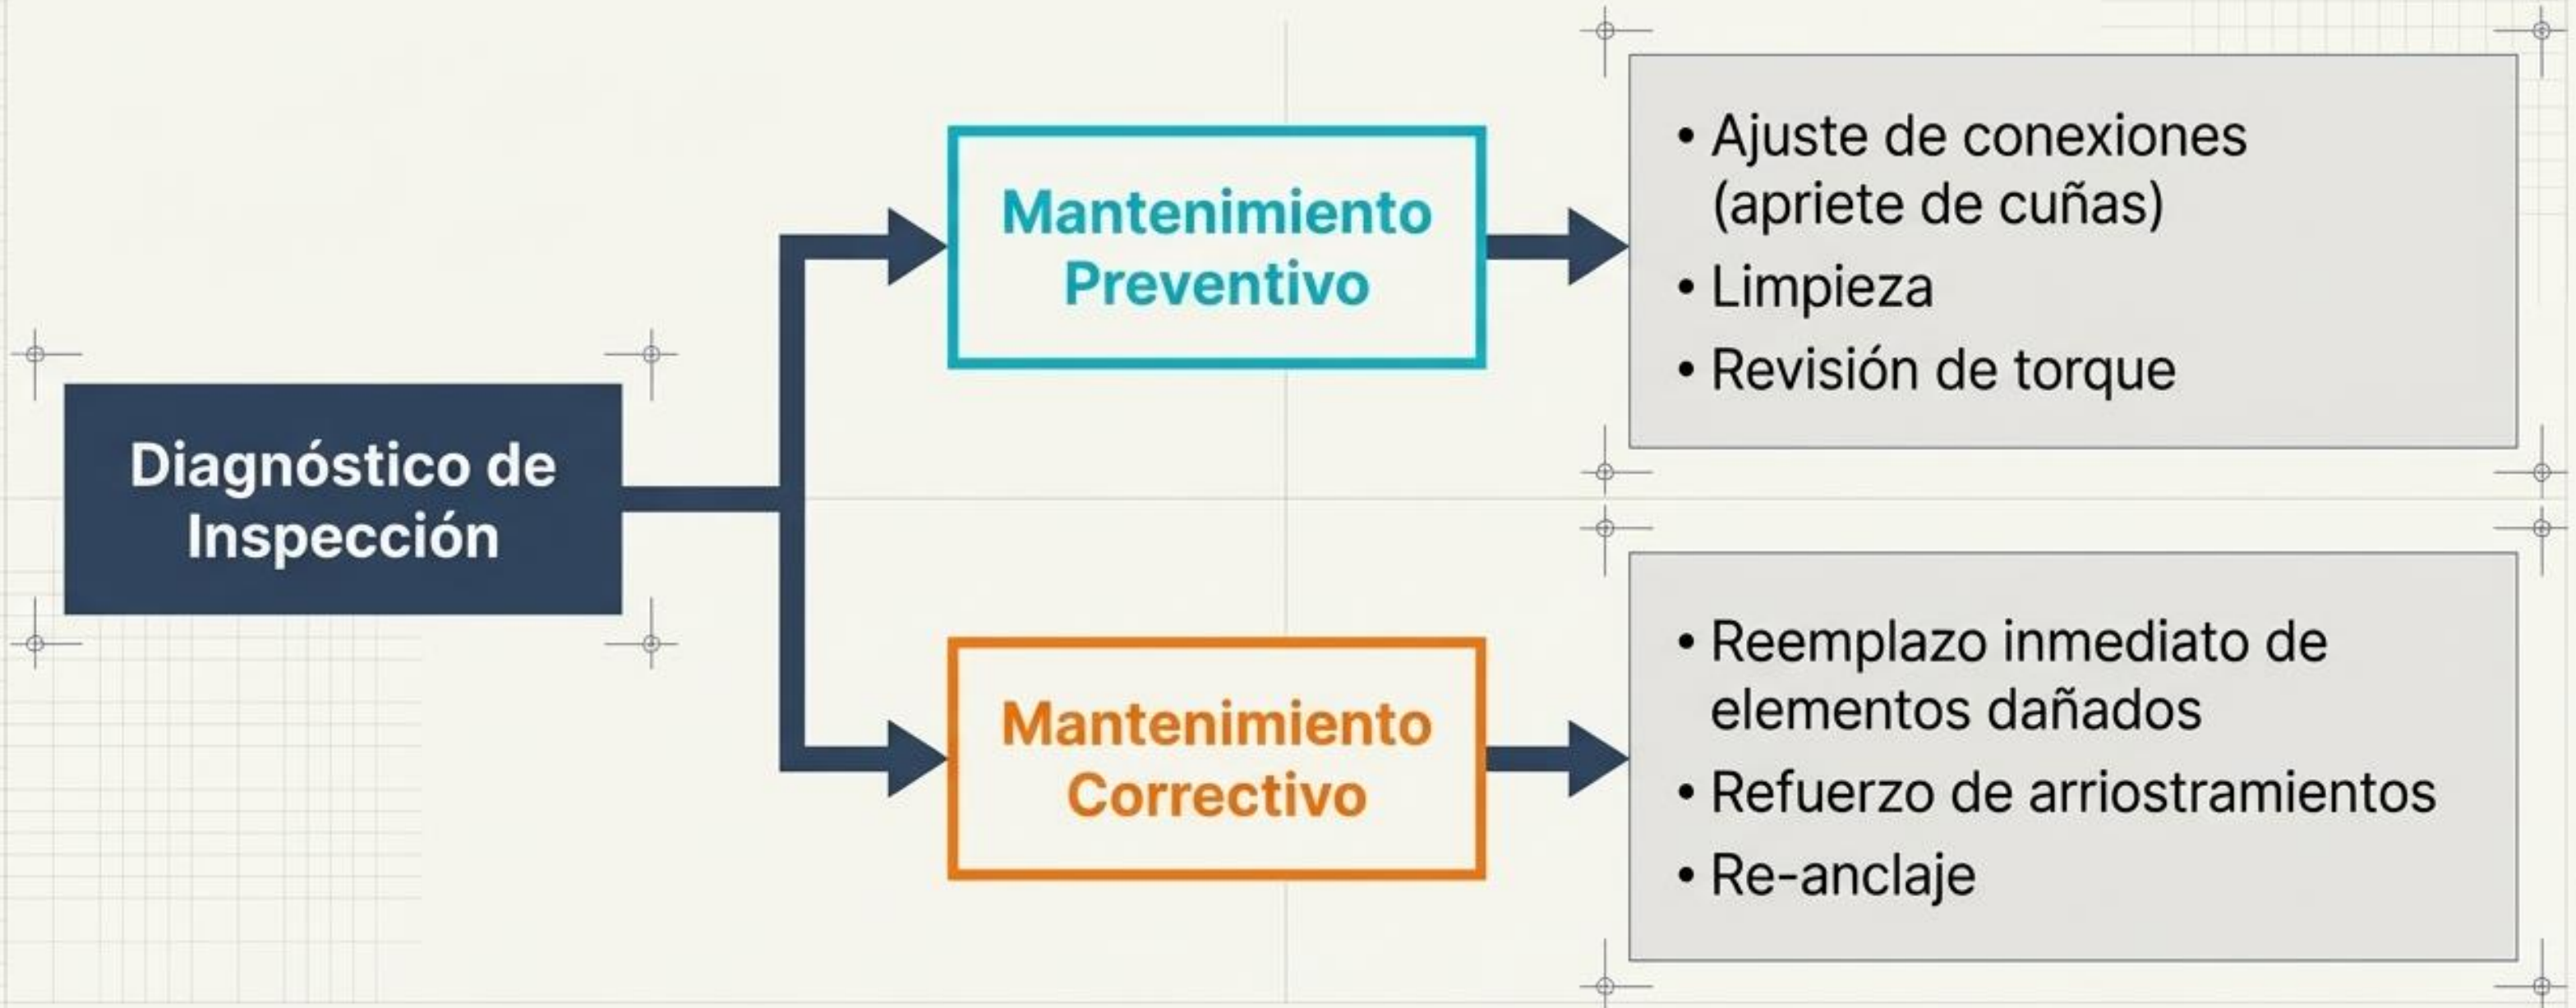 Diagnóstico de
Inspección
Mantenimiento
Preventivo
• Ajuste de conexiones
(apriete de cuñas)
• Limpieza
• Revisión de torque
Mantenimiento
Correctivo
• Reemplazo inmediato de
elementos dañados
• Refuerzo de arriostramientos
• Re-anclaje